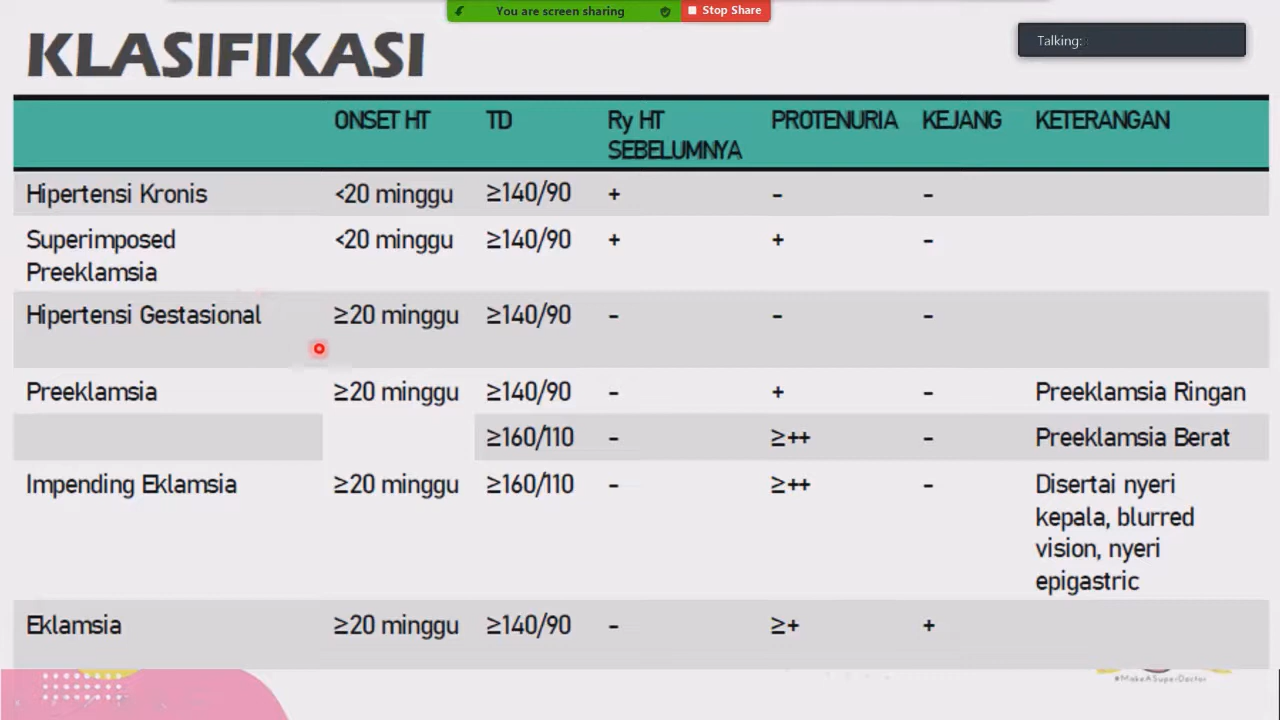 You are screen sharing
Stop Share
Talking:
KLASIFIKASI
ONSET HT TD Ry HT SEBELUMNYA PROTENURIA KEJANG KETERANGAN
Hipertensi Kronis <20 minggu ≥140/90 + - -
Superimposed Preeklamsia <20 minggu ≥140/90 + + -
Hipertensi Gestasional ≥20 minggu ≥140/90 - - -
Preeklamsia ≥20 minggu ≥140/90 - + - Preeklamsia Ringan
≥160/110 - ≥++ - Preeklamsia Berat
Impending Eklamsia ≥20 minggu ≥160/110 - ≥++ - Disertai nyeri
kepala, blurred
vision, nyeri
epigastric
Eklamsia ≥20 minggu ≥140/90 - ≥+ +
#MakeASuperDoctor